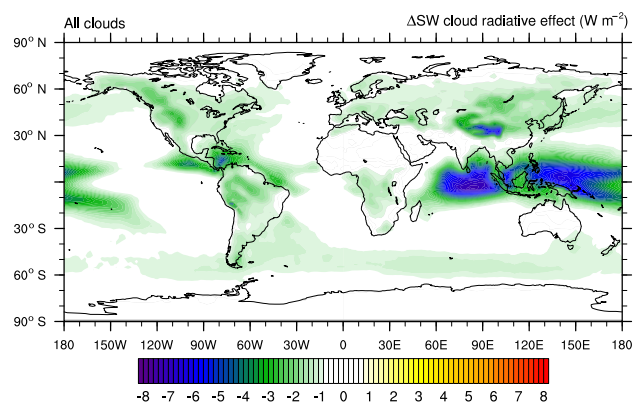 All clouds ΔSW cloud radiative effect (W m⁻²)
90° N
60° N
30° N
0°
30° S
60° S
90° S
180 150W 120W 90W 60W 30W 0 30E 60E 90E 120E 150E 180
-8 -7 -6 -5 -4 -3 -2 -1 0 1 2 3 4 5 6 7 8